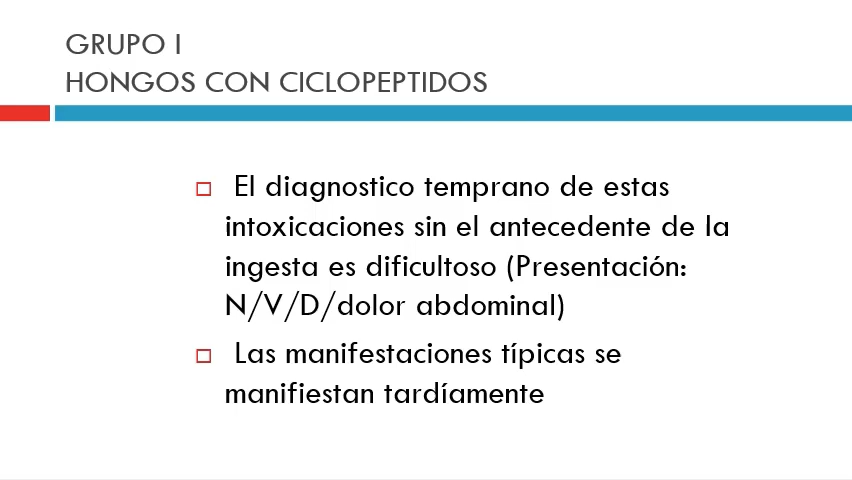 GRUPO I
HONGOS CON CICLOPEPTIDOS
El diagnostico temprano de estas
intoxicaciones sin el antecedente de la
ingesta es dificultoso (Presentación:
N/V/D/dolor abdominal)
Las manifestaciones típicas se
manifiestan tardíamente